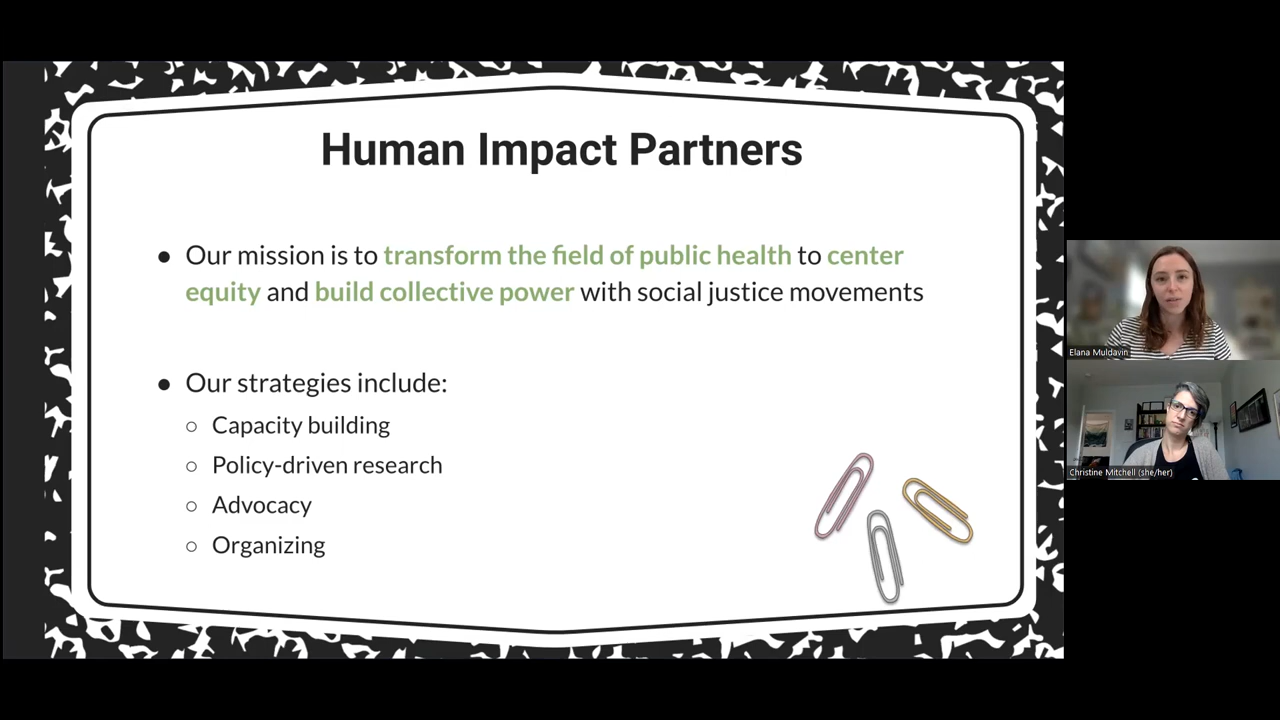 Human Impact Partners
● Our mission is to transform the field of public health to center
equity and build collective power with social justice movements
● Our strategies include:
○ Capacity building
○ Policy-driven research
○ Advocacy
○ Organizing
Elana Muldavin
Christine Mitchell (she/her)